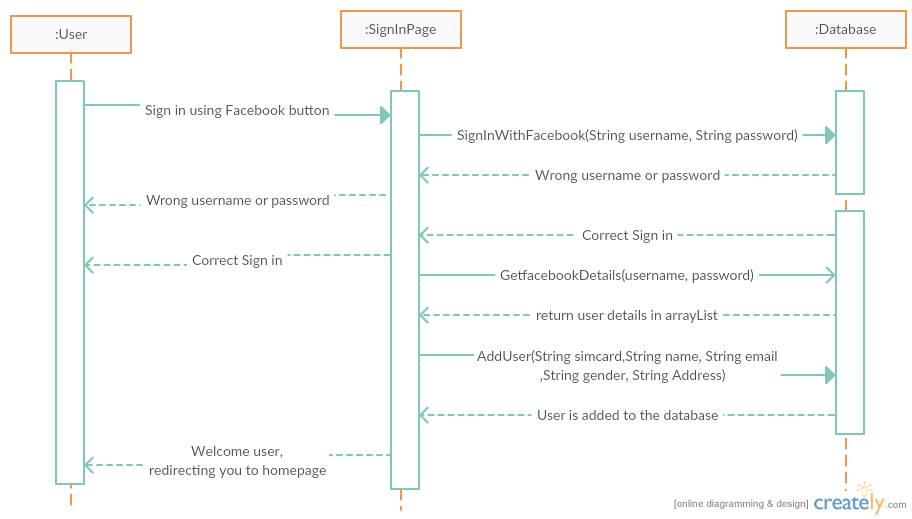 :User
:SignInPage
:Database
Sign in using Facebook button
SignInWithFacebook(String username, String password)
Wrong username or password
Wrong username or password
Correct Sign in
Correct Sign in
GetfacebookDetails(username, password)
return user details in arrayList
AddUser(String simcard,String name, String email
,String gender, String Address)
User is added to the database
Welcome user,
redirecting you to homepage
[online diagramming & design] creately.com